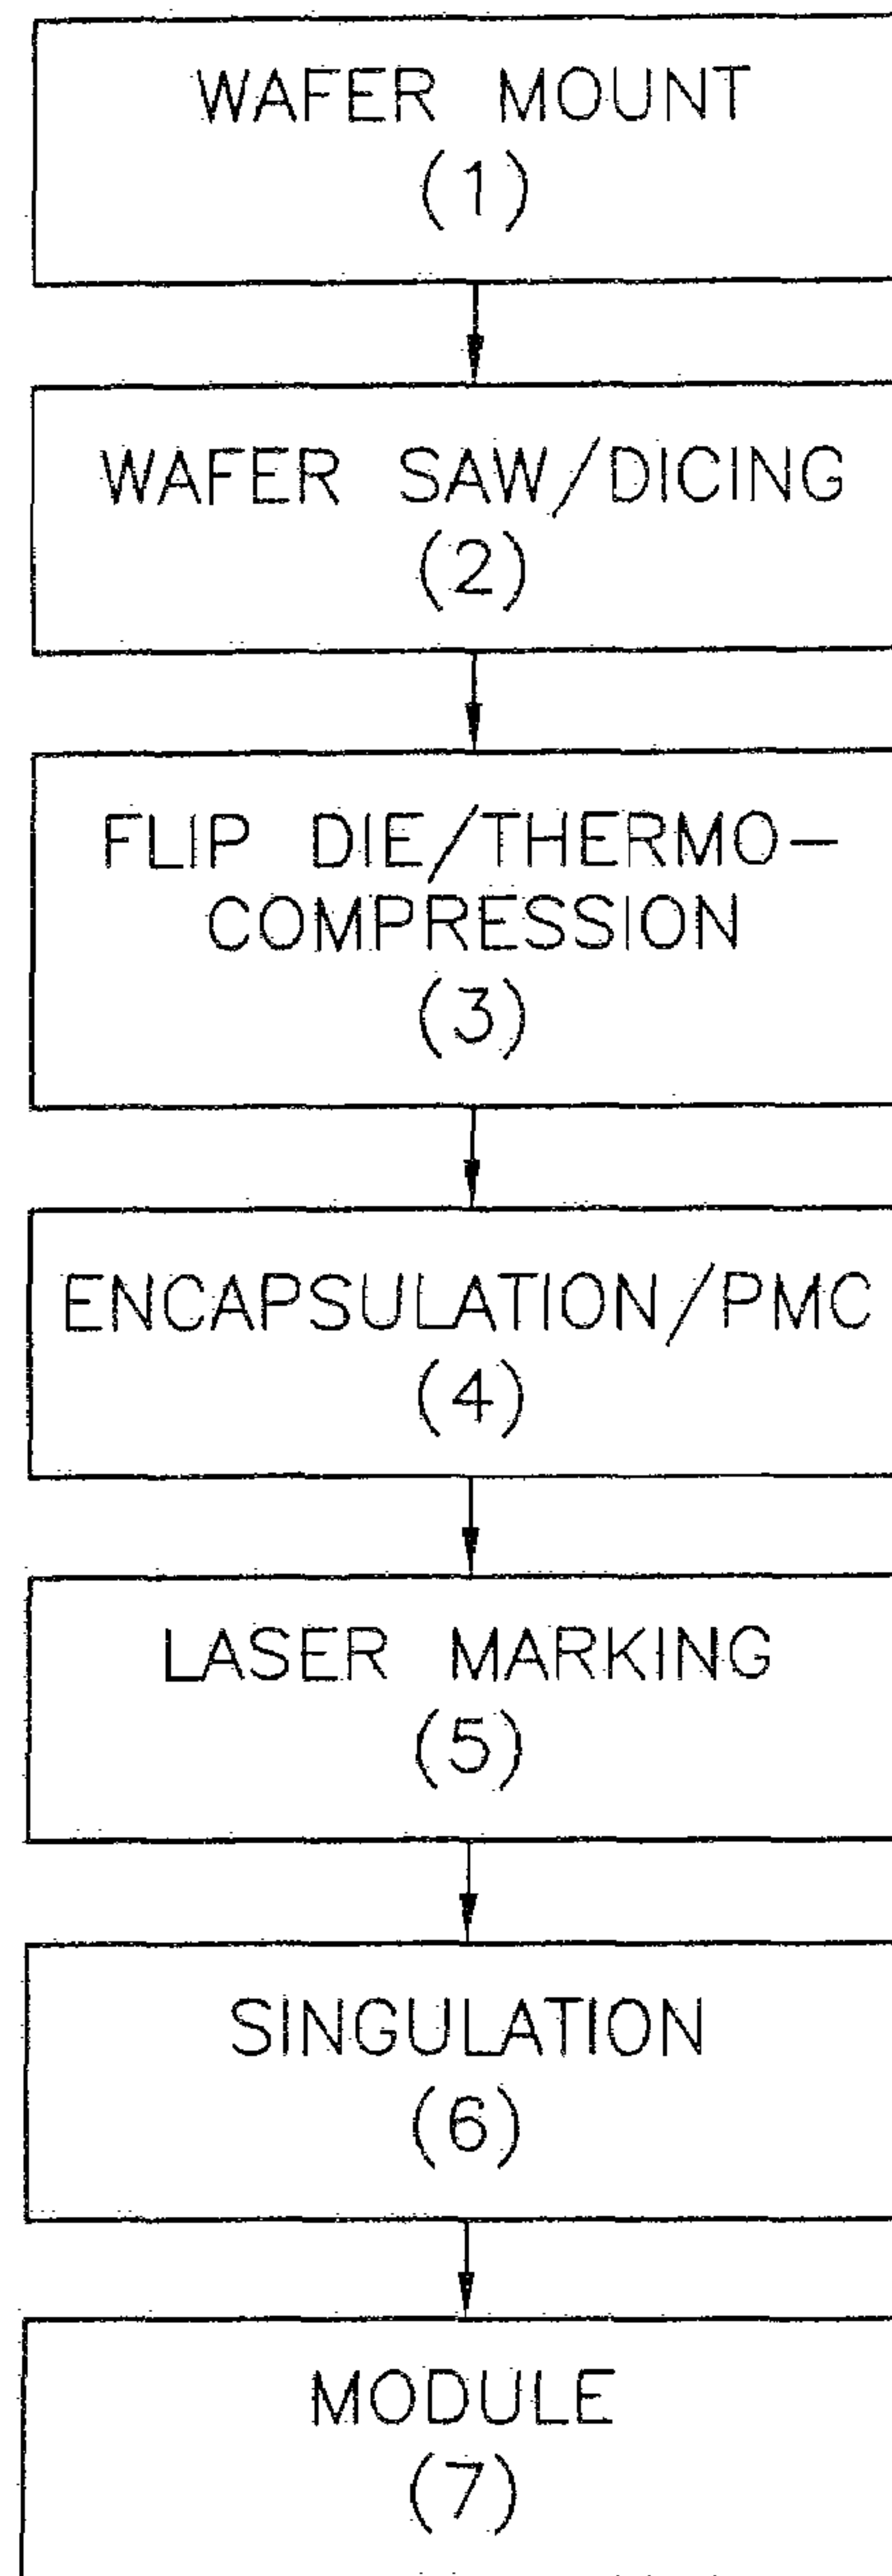 WAFER MOUNT
(1)
WAFER SAW/DICING
(2)
FLIP DIE/THERMO-
COMPRESSION
(3)
ENCAPSULATION/PMC
(4)
LASER MARKING
(5)
SINGULATION
(6)
MODULE
(7)